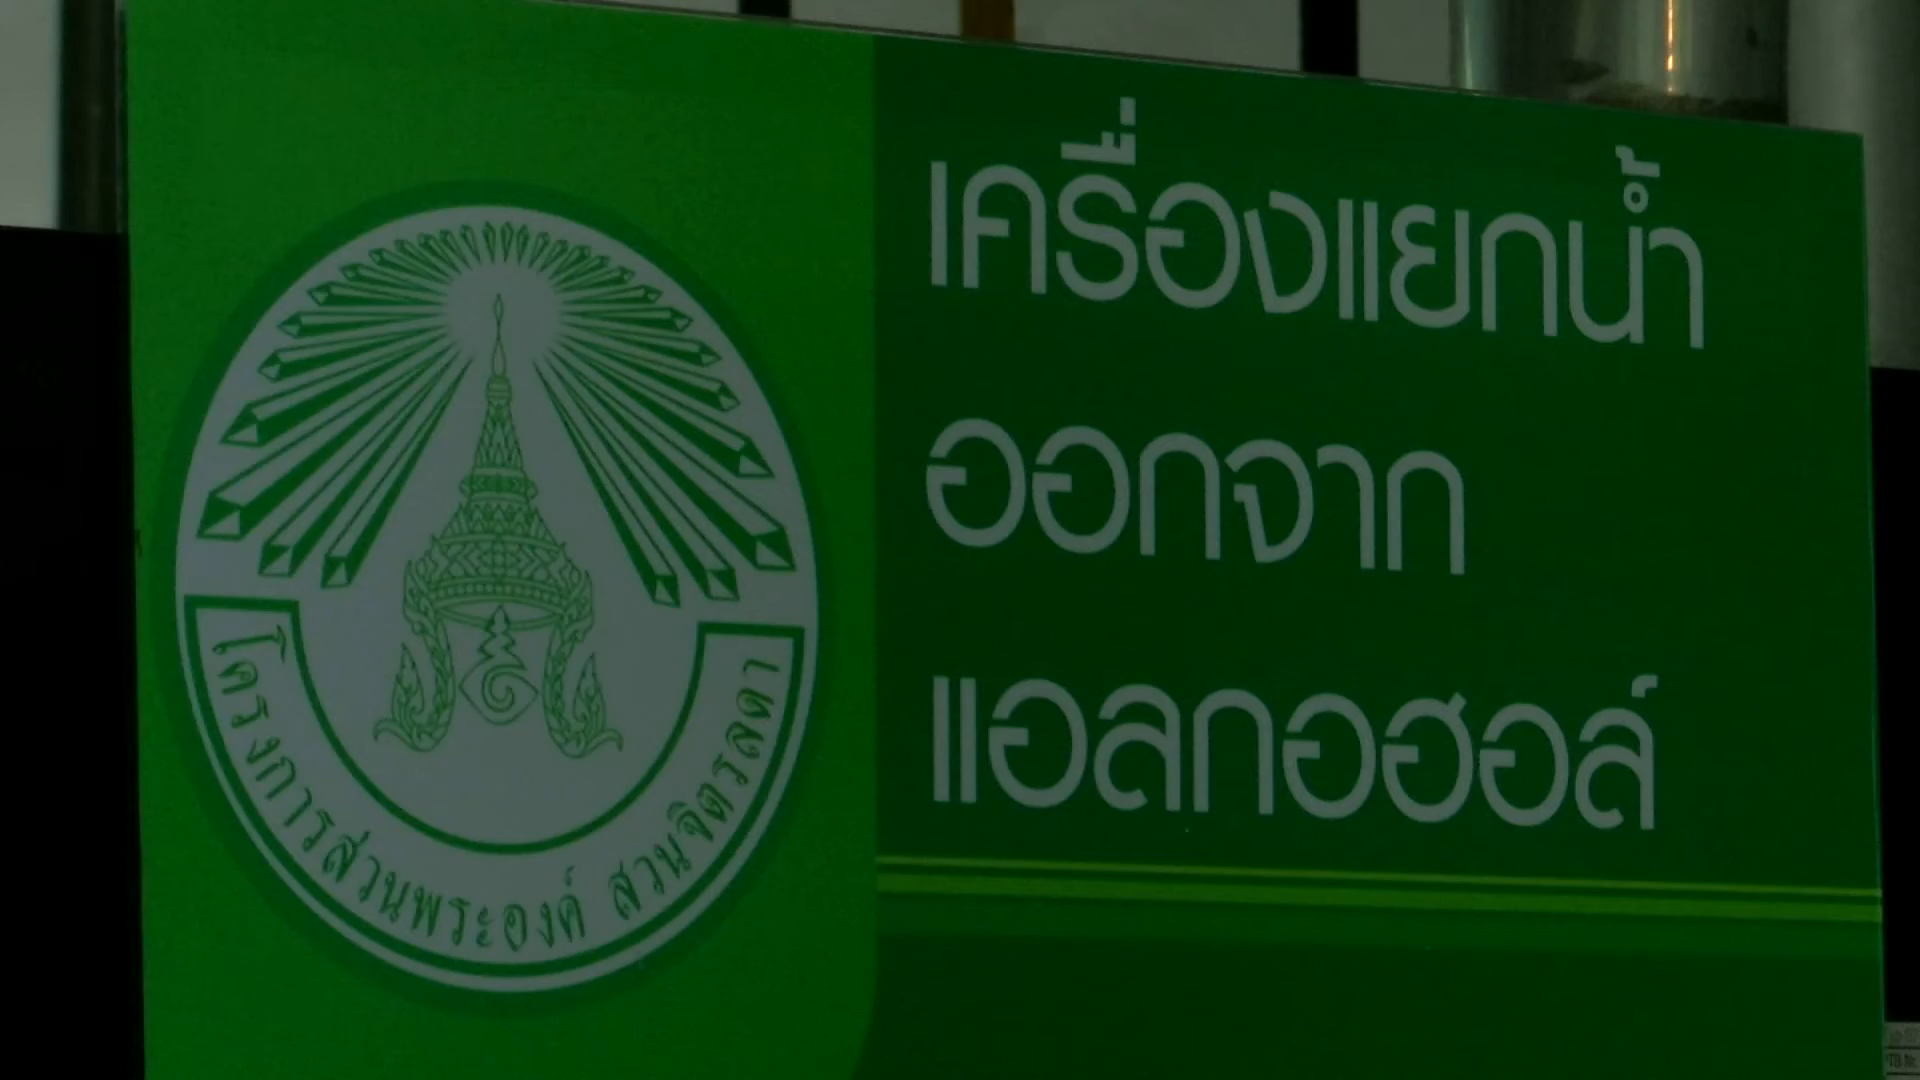 โครงการส่วนพระองค์ สวนจิตรลดา
เครื่องแยกน้ำ
ออกจาก
แอลกอฮอล์